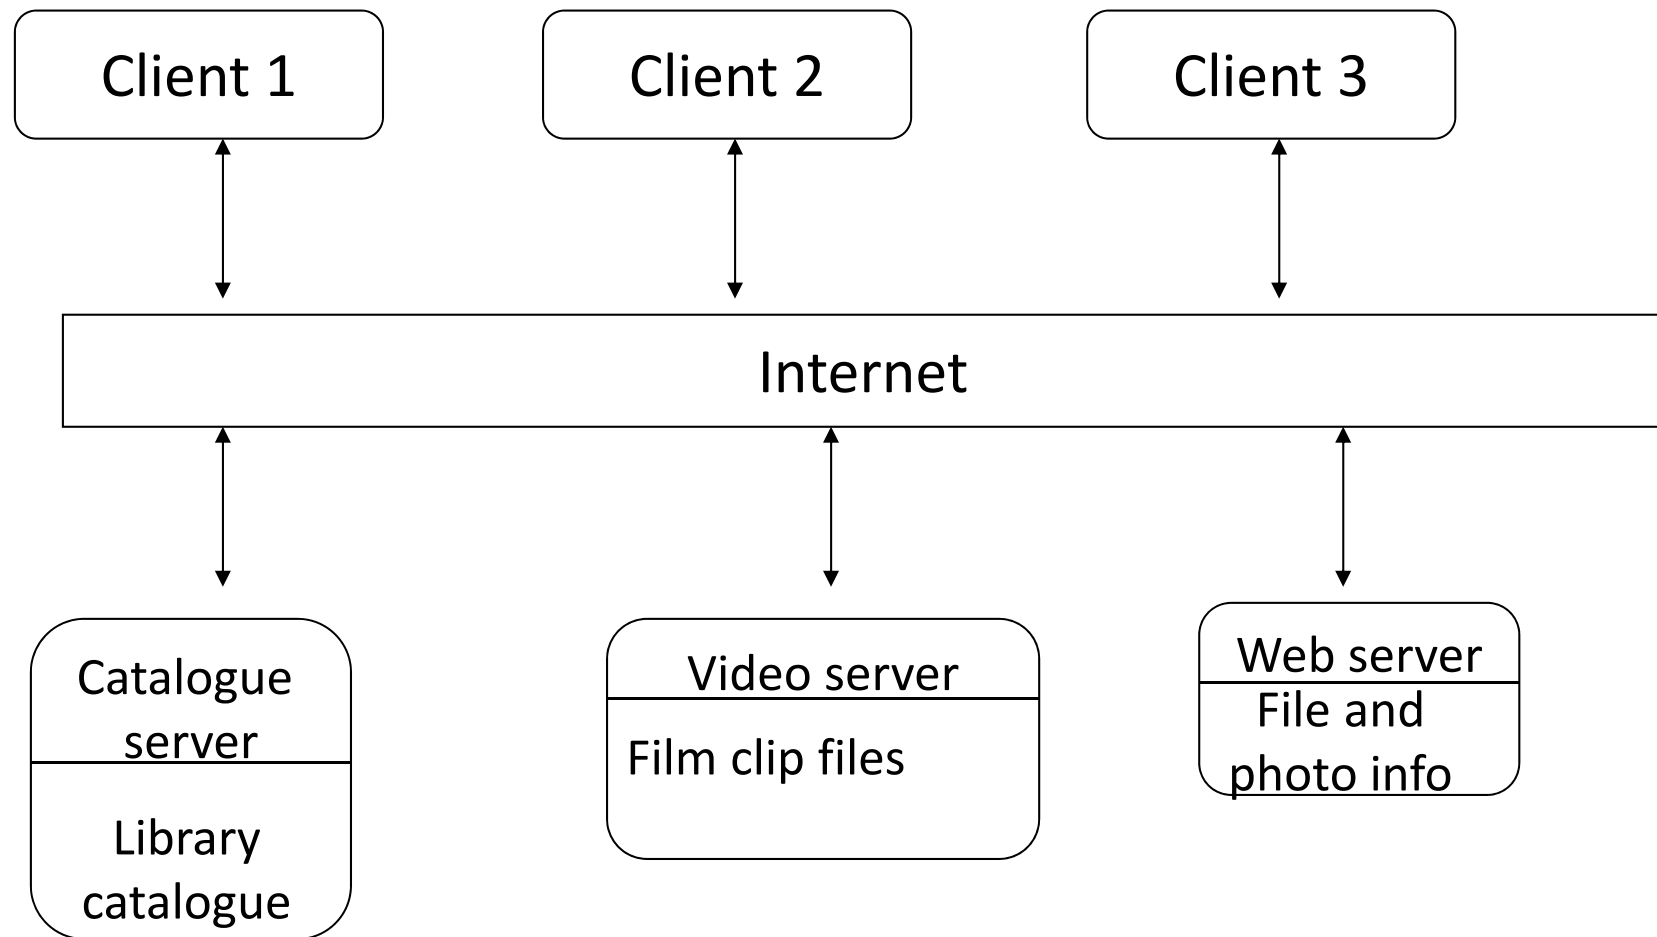 Client 1
Client 2
Client 3
Internet
Catalogue
server
Library
catalogue
Video server
Film clip files
Web server
File and
photo info